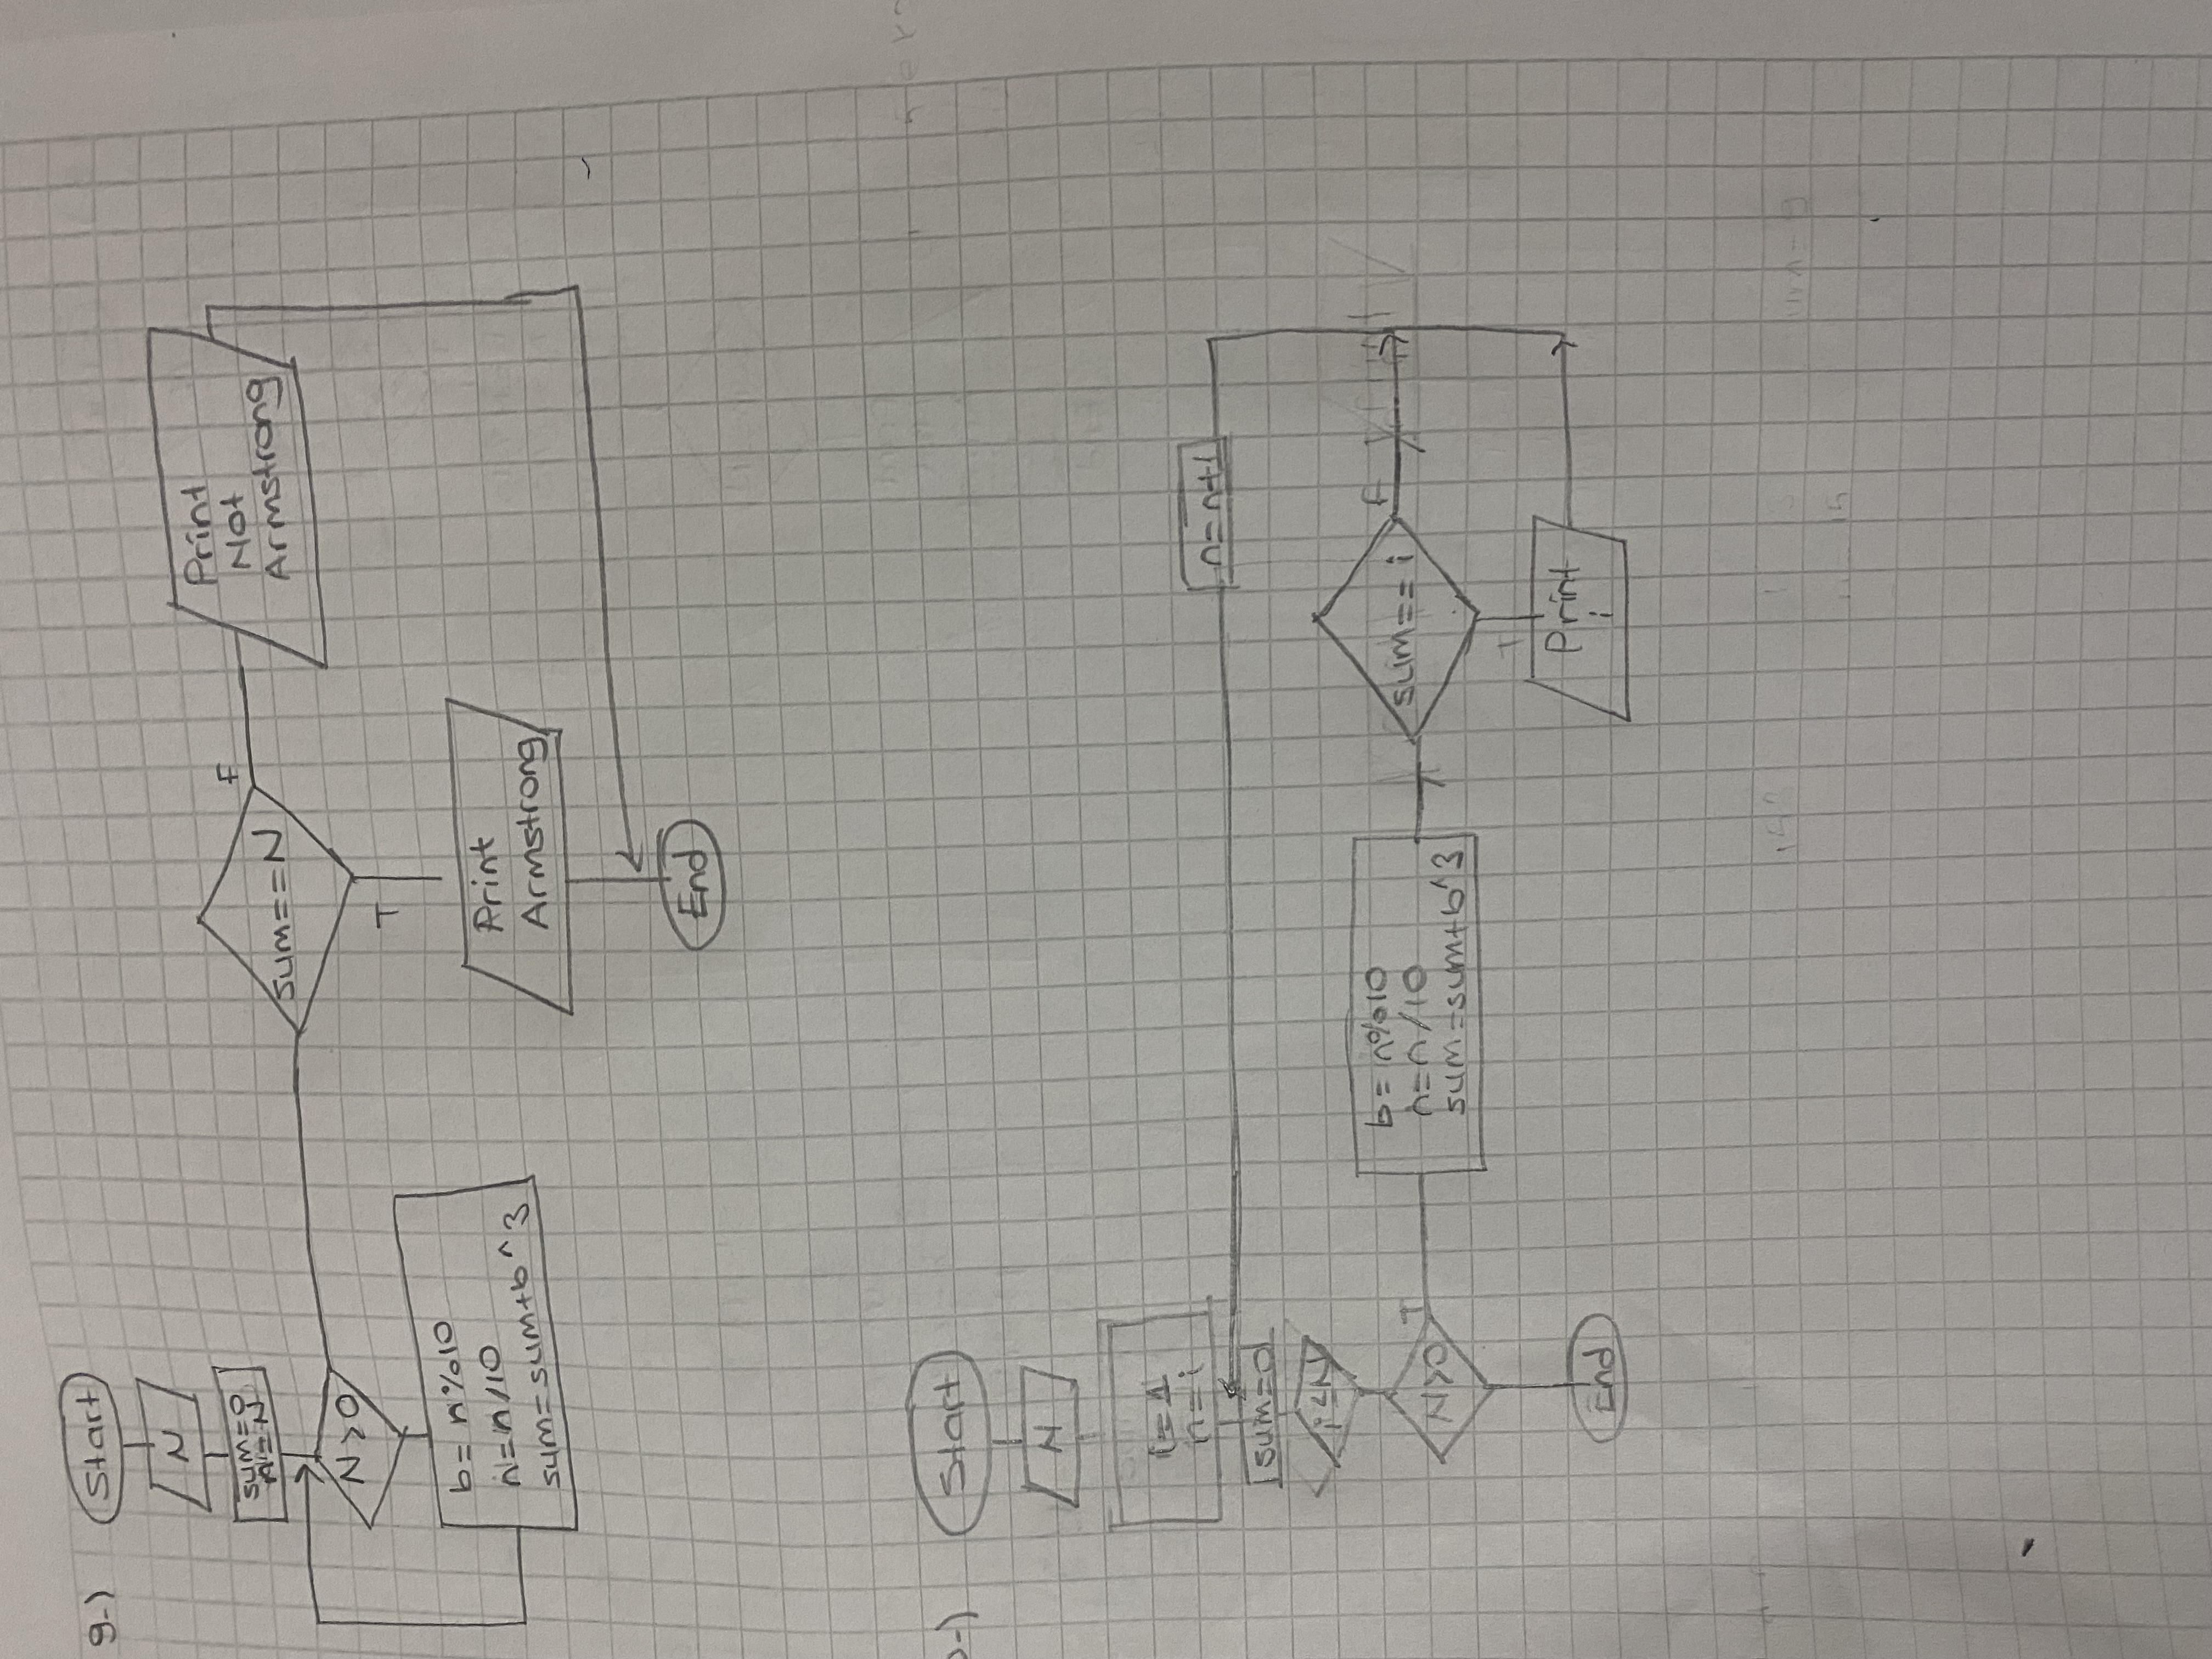 9-)
Start
N
sum=0
n=N
N>0
b= n%10
n=n/10
sum=sum+b^3
sum==N
F
Print
Not
Armstrong
T
Print
Armstrong
End
-)
Start
N
i=1
n=i
n=n+1
sum=0
i≤N
N>0
T
b= n%10
n=n/10
sum=sum+b^3
sum==i
F
T
Print
i
End